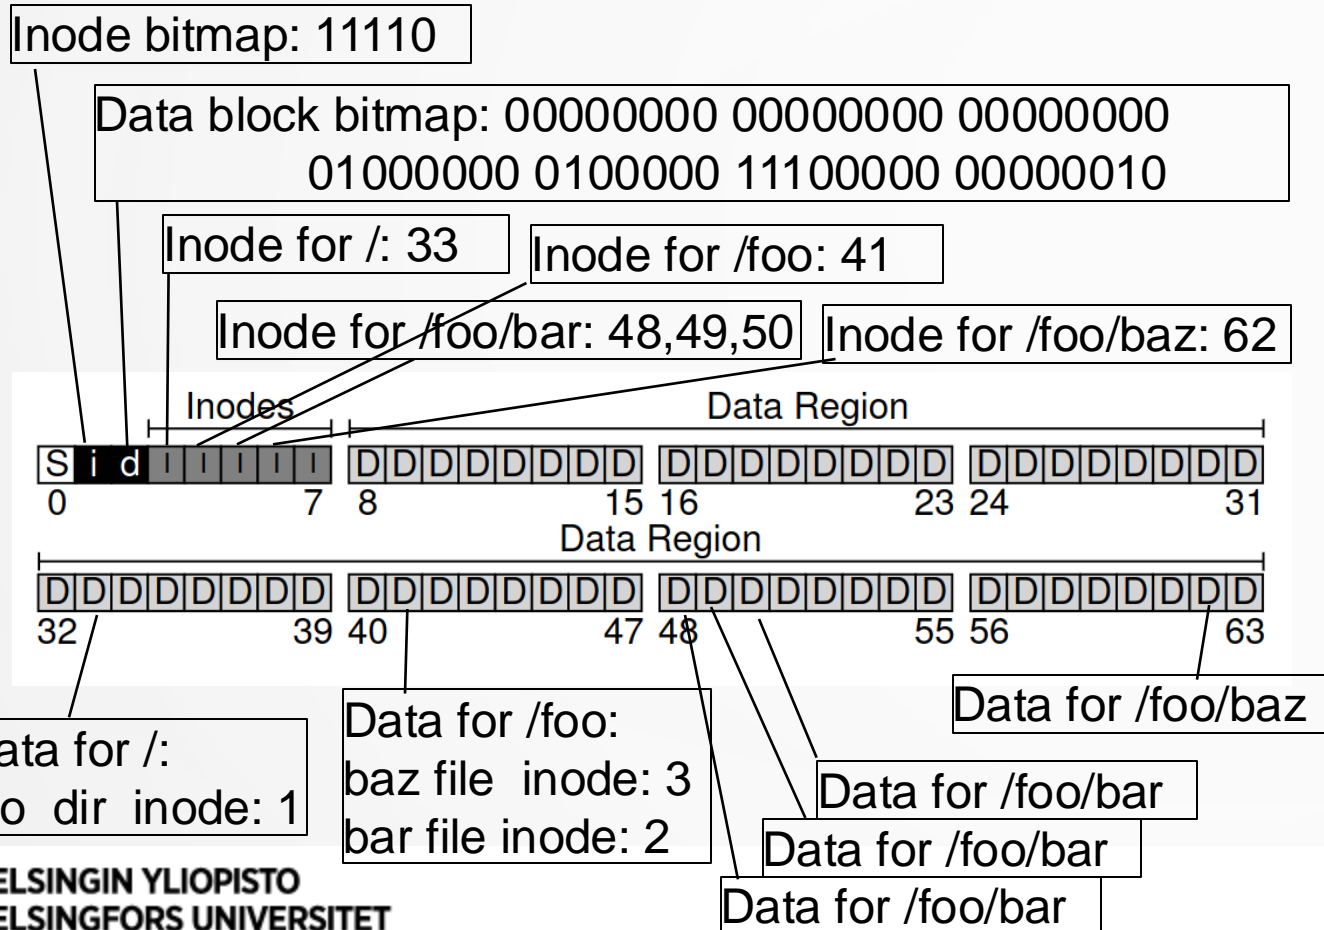 Inode bitmap: 11110
Data block bitmap: 00000000 00000000 00000000
01000000 0100000 11100000 00000010
Inode for /: 33
Inode for /foo: 41
Inode for /foo/bar: 48,49,50
Inode for /foo/baz: 62
Inodes
Data Region
S i d I I I I I D D D D D D D D D D D D D D D D D D D D D D D D
0 7 8 15 16 23 24 31
Data Region
D D D D D D D D D D D D D D D D D D D D D D D D D D D D D D D D
32 39 40 47 48 55 56 63
ata for /:
o dir inode: 1
Data for /foo:
baz file inode: 3
bar file inode: 2
Data for /foo/baz
Data for /foo/bar
Data for /foo/bar
Data for /foo/bar
ELSINGIN YLIOPISTO
ELSINGFORS UNIVERSITET